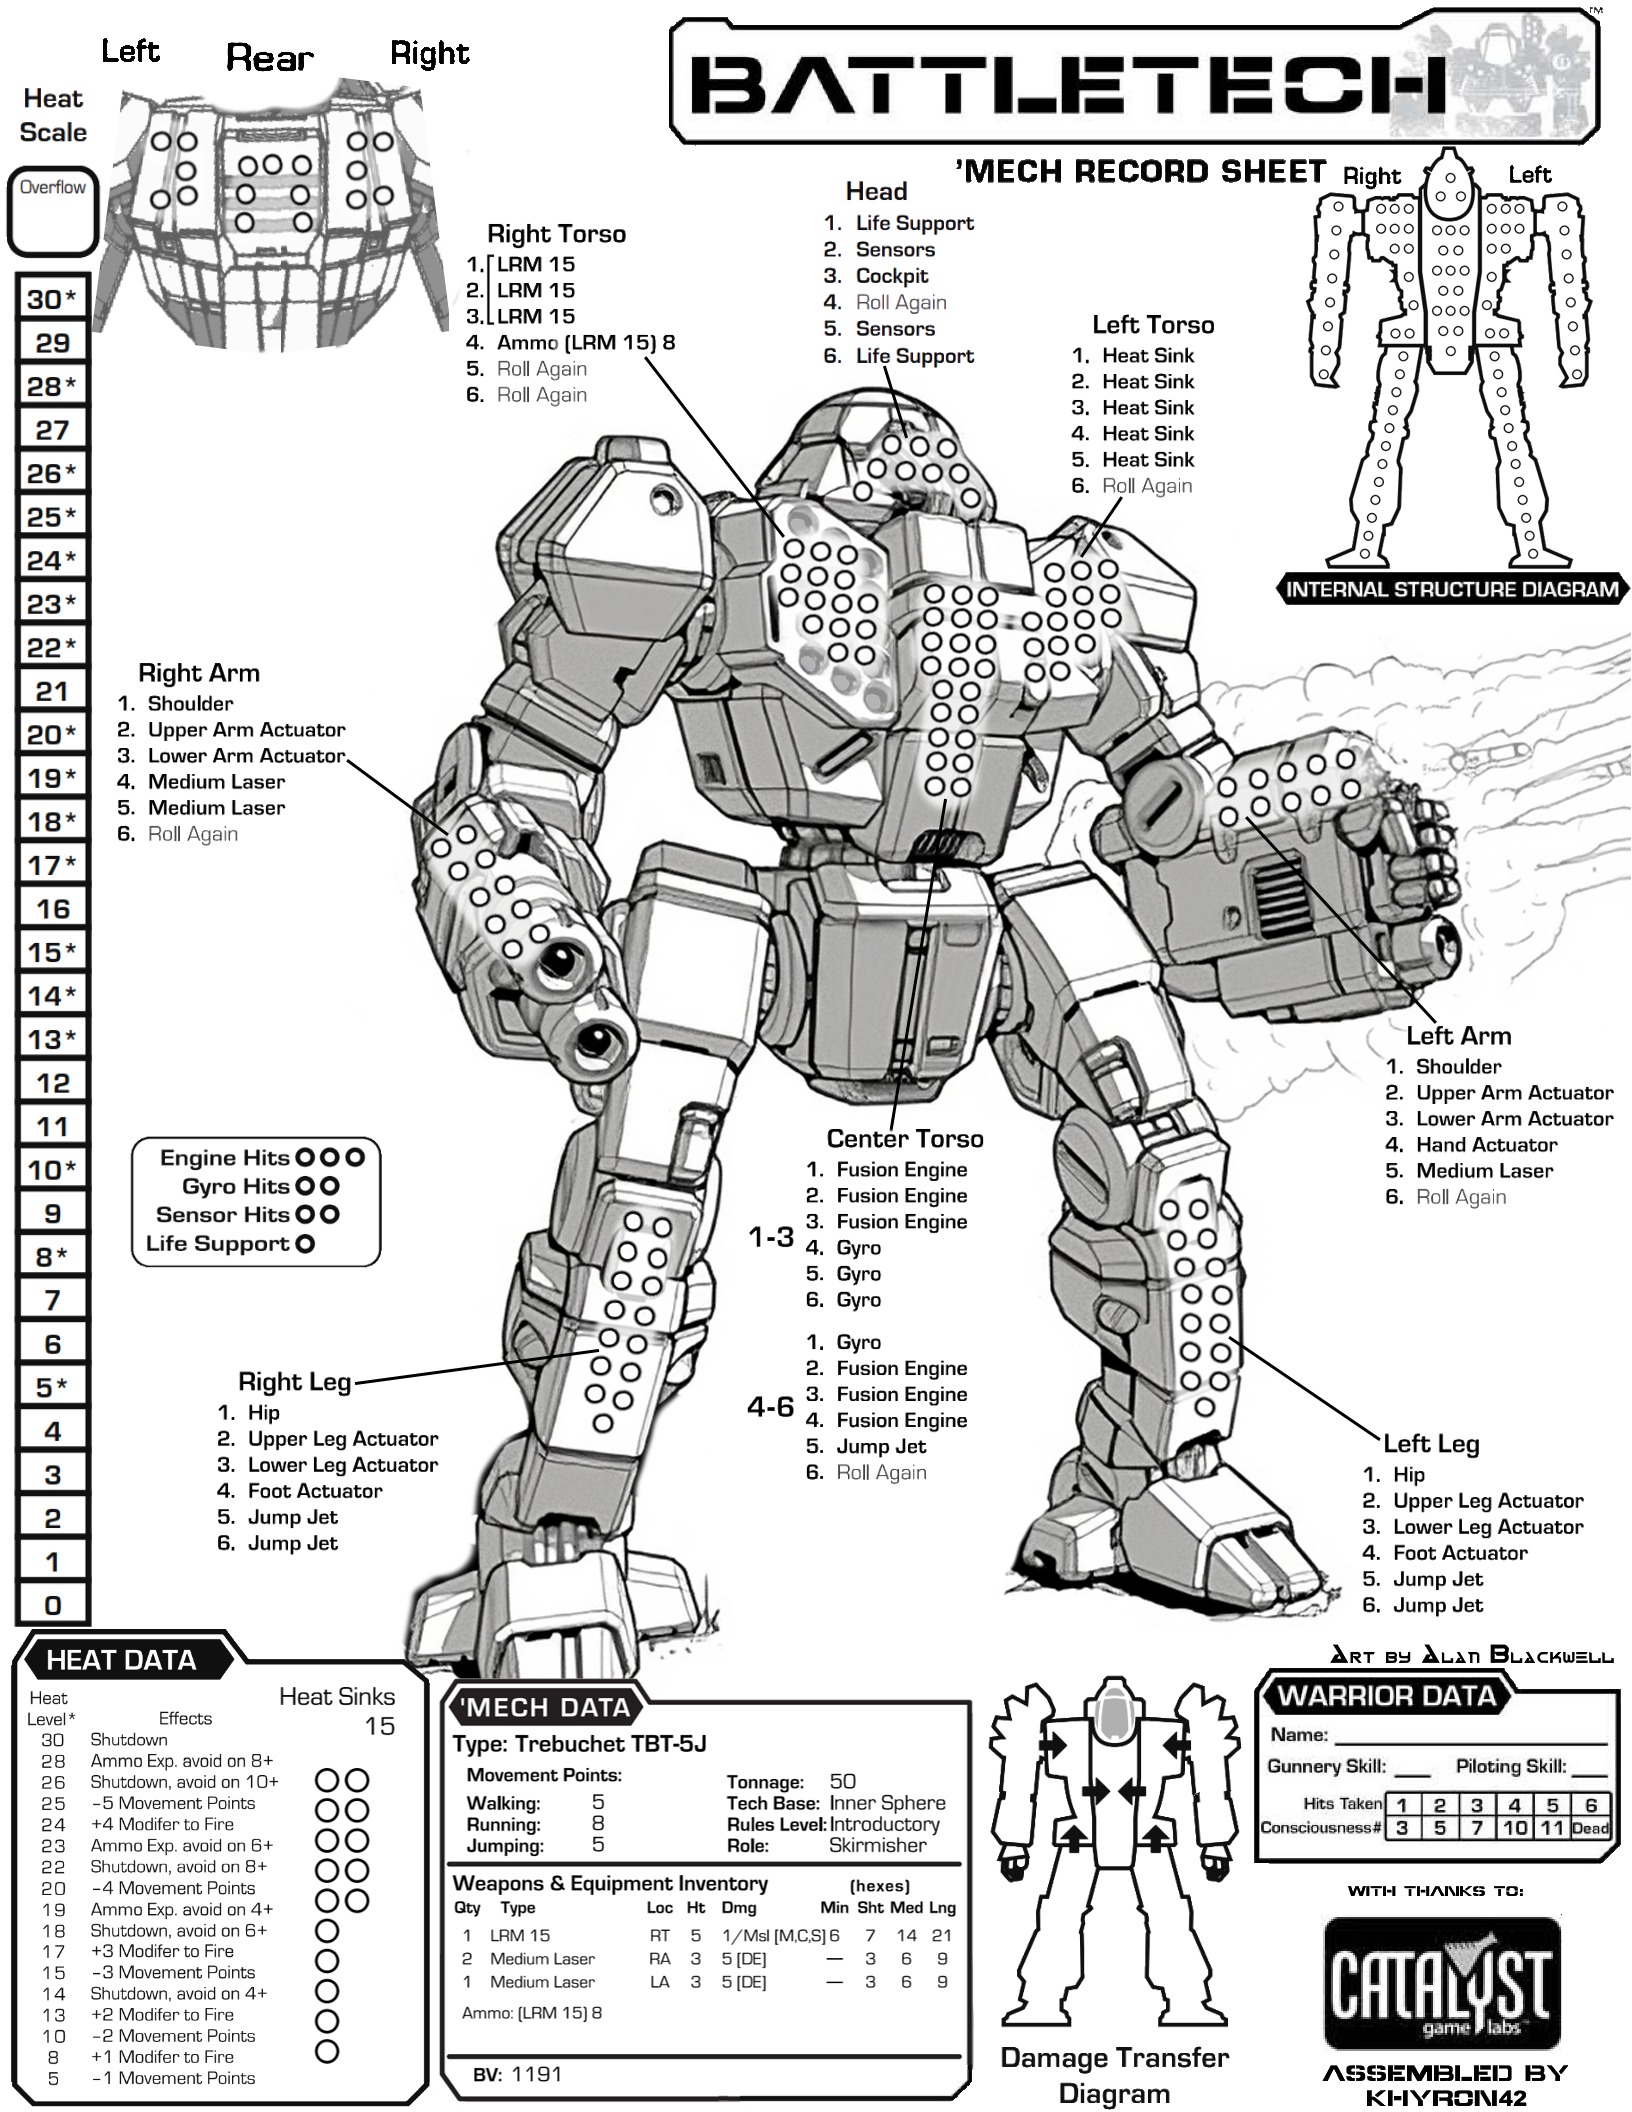 Left Rear Right
Heat
Scale
Overflow
30*
29
28*
27
26*
25*
24*
23*
22*
21
20*
19*
18*
17*
16
15*
14*
13*
12
11
10*
9
8*
7
6
5*
4
3
2
1
0
BATTLETECH
TM
'MECH RECORD SHEET
Right Left
INTERNAL STRUCTURE DIAGRAM
Head
1. Life Support
2. Sensors
3. Cockpit
4. Roll Again
5. Sensors
6. Life Support
Right Torso
1. LRM 15
2. LRM 15
3. LRM 15
4. Ammo (LRM 15) 8
5. Roll Again
6. Roll Again
Left Torso
1. Heat Sink
2. Heat Sink
3. Heat Sink
4. Heat Sink
5. Heat Sink
6. Roll Again
Right Arm
1. Shoulder
2. Upper Arm Actuator
3. Lower Arm Actuator
4. Medium Laser
5. Medium Laser
6. Roll Again
Left Arm
1. Shoulder
2. Upper Arm Actuator
3. Lower Arm Actuator
4. Hand Actuator
5. Medium Laser
6. Roll Again
Engine Hits
Gyro Hits
Sensor Hits
Life Support
Center Torso
1-3
1. Fusion Engine
2. Fusion Engine
3. Fusion Engine
4. Gyro
5. Gyro
6. Gyro
4-6
1. Gyro
2. Fusion Engine
3. Fusion Engine
4. Fusion Engine
5. Jump Jet
6. Roll Again
Right Leg
1. Hip
2. Upper Leg Actuator
3. Lower Leg Actuator
4. Foot Actuator
5. Jump Jet
6. Jump Jet
Left Leg
1. Hip
2. Upper Leg Actuator
3. Lower Leg Actuator
4. Foot Actuator
5. Jump Jet
6. Jump Jet
HEAT DATA
Heat
Level* Effects
Heat Sinks
15
30 Shutdown
28 Ammo Exp. avoid on 8+
26 Shutdown, avoid on 10+
25 -5 Movement Points
24 +4 Modifer to Fire
23 Ammo Exp. avoid on 6+
22 Shutdown, avoid on 8+
20 -4 Movement Points
19 Ammo Exp. avoid on 4+
18 Shutdown, avoid on 6+
17 +3 Modifer to Fire
15 -3 Movement Points
14 Shutdown, avoid on 4+
13 +2 Modifer to Fire
10 -2 Movement Points
8 +1 Modifer to Fire
5 -1 Movement Points
'MECH DATA
Type: Trebuchet TBT-5J
Movement Points:
Walking: 5
Running: 8
Jumping: 5
Tonnage: 50
Tech Base: Inner Sphere
Rules Level: Introductory
Role: Skirmisher
Weapons & Equipment Inventory (hexes)
Qty Type Loc Ht Dmg Min Sht Med Lng
1 LRM 15 RT 5 1/Msl [M,C,S] 6 7 14 21
2 Medium Laser RA 3 5 [DE] — 3 6 9
1 Medium Laser LA 3 5 [DE] — 3 6 9
Ammo: (LRM 15) 8
BV: 1191
Damage Transfer
Diagram
Art by Alan Blackwell
WARRIOR DATA
Name:
Gunnery Skill: Piloting Skill:
Hits Taken 1 2 3 4 5 6
Consciousness# 3 5 7 10 11 Dead
WITH THANKS TO:
CATALYST
game labs
ASSEMBLED BY
KHYRON42